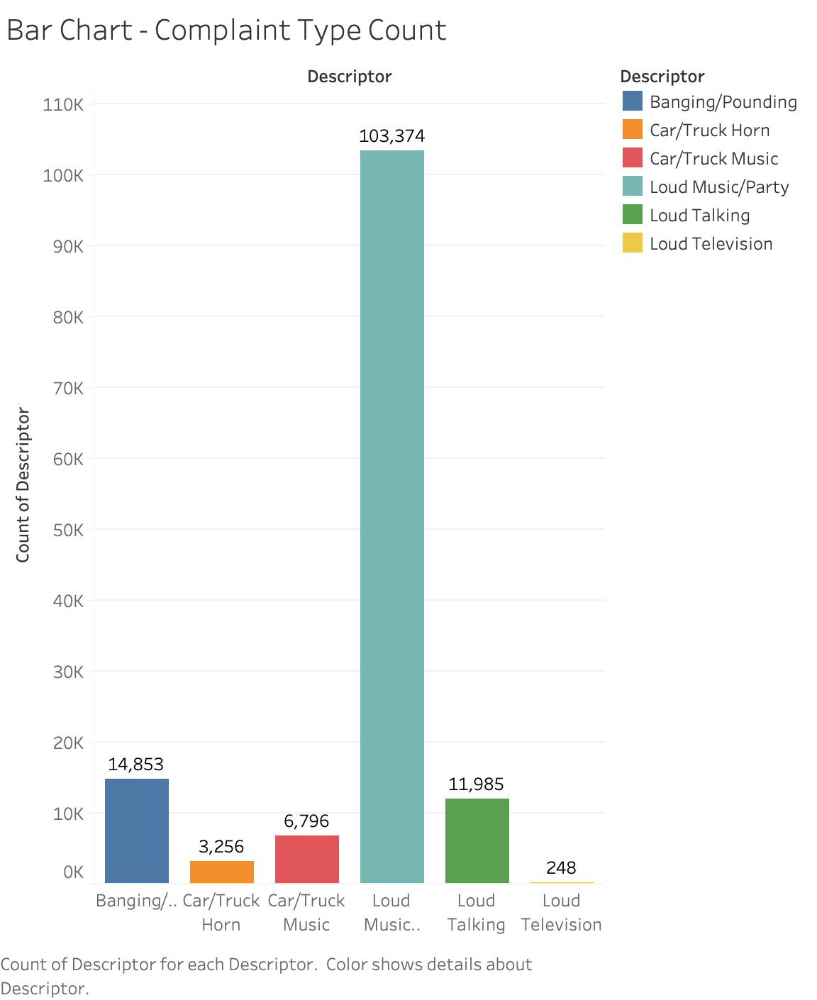 Bar Chart - Complaint Type Count
Descriptor
Descriptor
Banging/Pounding
Car/Truck Horn
Car/Truck Music
Loud Music/Party
Loud Talking
Loud Television
110K
100K
90K
80K
70K
60K
50K
40K
30K
20K
10K
0K
Count of Descriptor
14,853
3,256
6,796
103,374
11,985
248
Banging/..
Car/Truck
Horn
Car/Truck
Music
Loud
Music..
Loud
Talking
Loud
Television
Count of Descriptor for each Descriptor.  Color shows details about
Descriptor.